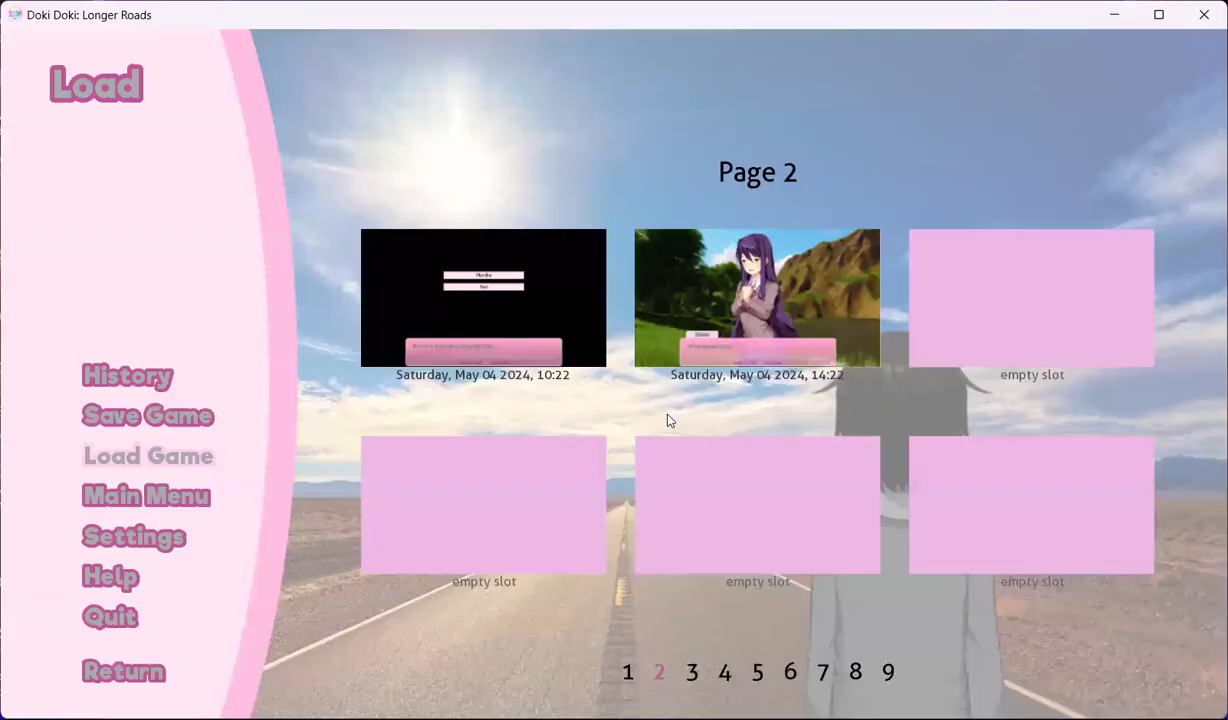 Doki Doki: Longer Roads
Load
Page 2
Saturday, May 04 2024, 10:22
Saturday, May 04 2024, 14:22
empty slot
History
Save Game
Load Game
Main Menu
Settings
Help
Quit
Return
empty slot
empty slot
empty slot
1 2 3 4 5 6 7 8 9